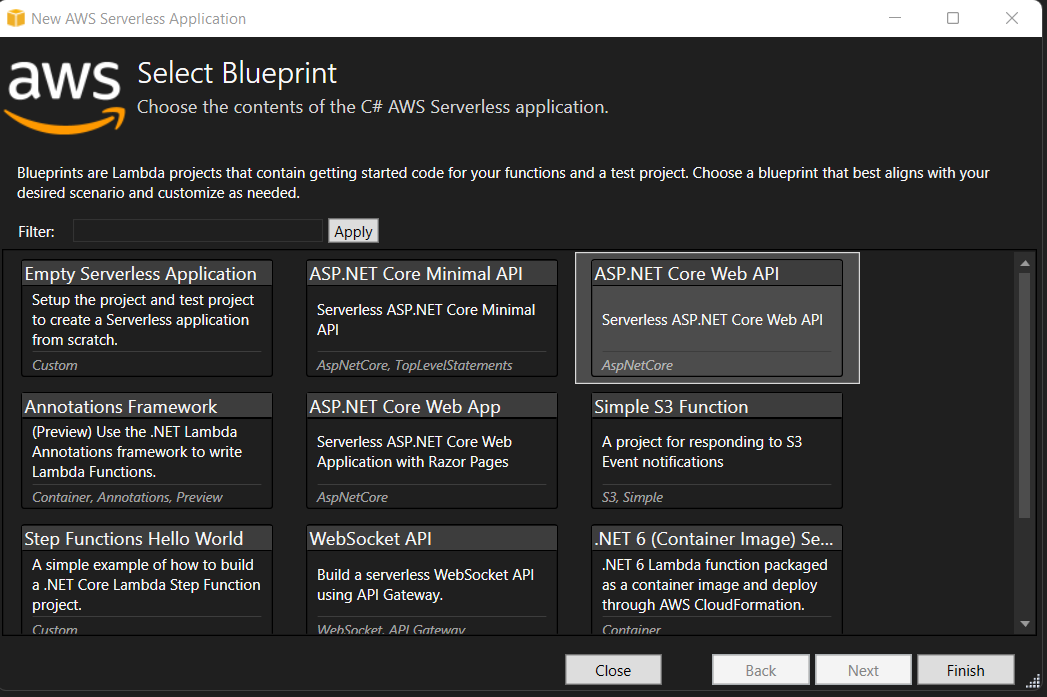 New AWS Serverless Application
aws
Select Blueprint
Choose the contents of the C# AWS Serverless application.
Blueprints are Lambda projects that contain getting started code for your functions and a test project. Choose a blueprint that best aligns with your
desired scenario and customize as needed.
Filter:
Apply
Empty Serverless Application
Setup the project and test project
to create a Serverless application
from scratch.
Custom
ASP.NET Core Minimal API
Serverless ASP.NET Core Minimal
API
AspNetCore, TopLevelStatements
ASP.NET Core Web API
Serverless ASP.NET Core Web API
AspNetCore
Annotations Framework
(Preview) Use the .NET Lambda
Annotations framework to write
Lambda Functions.
Container, Annotations, Preview
ASP.NET Core Web App
Serverless ASP.NET Core Web
Application with Razor Pages
AspNetCore
Simple S3 Function
A project for responding to S3
Event notifications
S3, Simple
Step Functions Hello World
A simple example of how to build
a .NET Core Lambda Step Function
project.
Custom
WebSocket API
Build a serverless WebSocket API
using API Gateway.
WebSocket, API Gateway
.NET 6 (Container Image) Se...
.NET 6 Lambda function packaged
as a container image and deploy
through AWS CloudFormation.
Container
Close
Back
Next
Finish